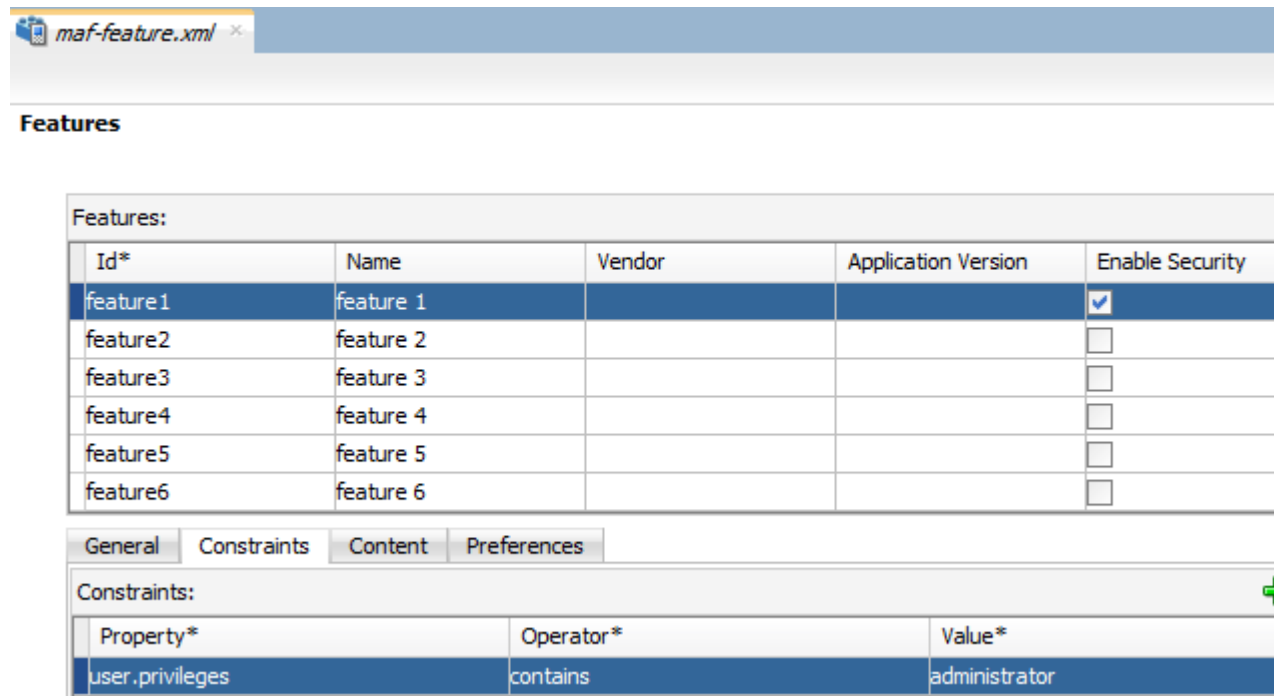 maf-feature.xml
Features
Features:
Id* Name Vendor Application Version Enable Security
feature1 feature 1
feature2 feature 2
feature3 feature 3
feature4 feature 4
feature5 feature 5
feature6 feature 6
General Constraints Content Preferences
Constraints:
Property* Operator* Value*
user.privileges contains administrator